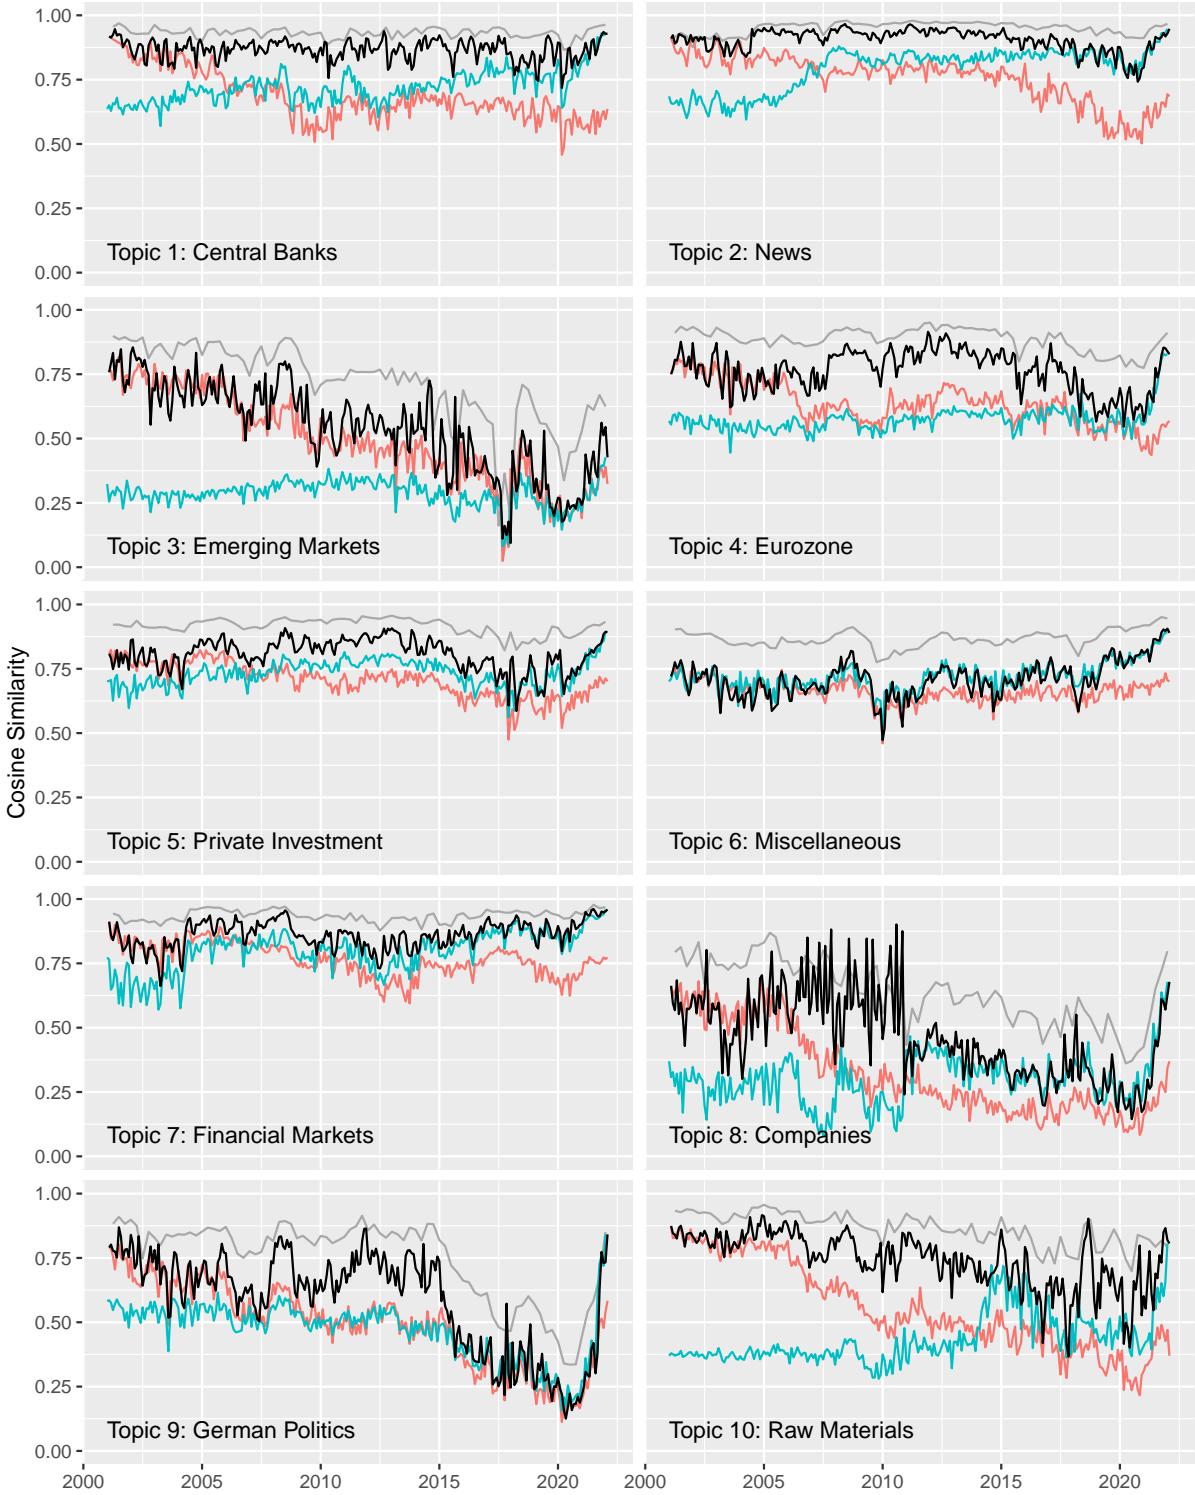 Cosine Similarity
1.00
0.75
0.50
0.25
0.00
Topic 1: Central Banks
Topic 2: News
1.00
0.75
0.50
0.25
0.00
Topic 3: Emerging Markets
Topic 4: Eurozone
1.00
0.75
0.50
0.25
0.00
Topic 5: Private Investment
Topic 6: Miscellaneous
1.00
0.75
0.50
0.25
0.00
Topic 7: Financial Markets
Topic 8: Companies
1.00
0.75
0.50
0.25
0.00
Topic 9: German Politics
Topic 10: Raw Materials
2000 2005 2010 2015 2020
2000 2005 2010 2015 2020